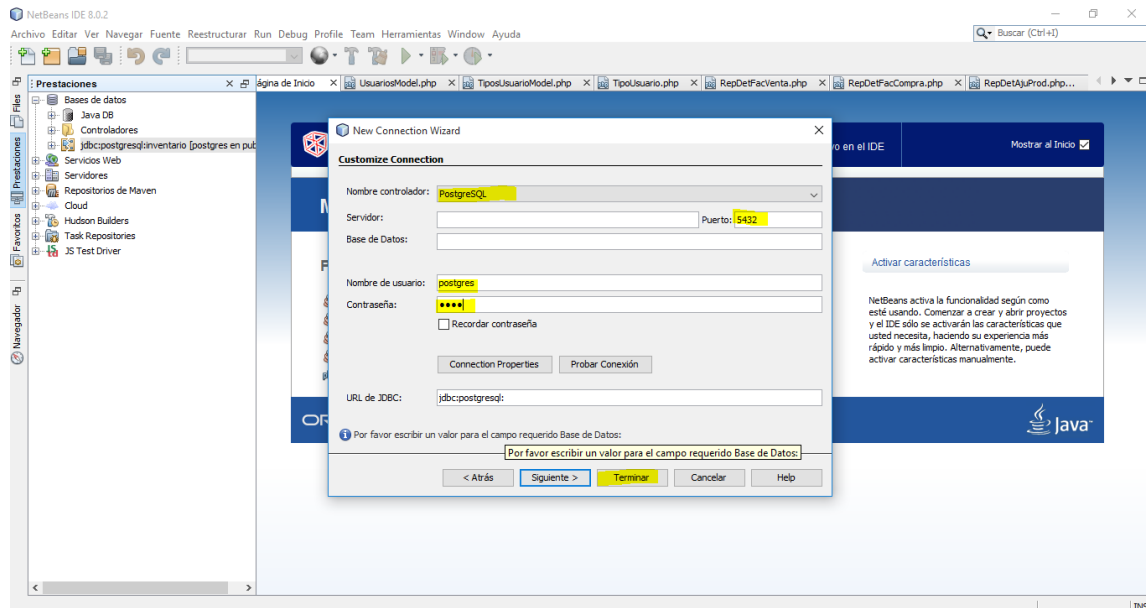 NetBeans IDE 8.0.2
Archivo Editar Ver Navegar Fuente Reestructurar Run Debug Profile Team Herramientas Window Ayuda
Buscar (Ctrl+I)
Prestaciones
ágina de Inicio
UsuariosModel.php
TiposUsuarioModel.php
TipoUsuario.php
RepDetFacVenta.php
RepDetFacCompra.php
RepDetAjuProd.php...
Files
Prestaciones
Favoritos
Navegador
Bases de datos
Java DB
Controladores
jdbc:postgresql:inventario [postgres en pub
Servicios Web
Servidores
Repositorios de Maven
Cloud
Hudson Builders
Task Repositories
JS Test Driver
vo en el IDE
Mostrar al Inicio
New Connection Wizard
Customize Connection
Nombre controlador: PostgreSQL
Servidor: Puerto: 5432
Base de Datos:
Nombre de usuario: postgres
Contraseña: ••••
Recordar contraseña
Connection Properties Probar Conexión
URL de JDBC: jdbc:postgresql:
Por favor escribir un valor para el campo requerido Base de Datos:
Por favor escribir un valor para el campo requerido Base de Datos:
< Atrás Siguiente > Terminar Cancelar Help
Activar características
NetBeans activa la funcionalidad según como
esté usando. Comenzar a crear y abrir proyectos
y el IDE sólo se activarán las características que
usted necesita, haciendo su experiencia más
rápido y más limpio. Alternativamente, puede
activar características manualmente.
Java
INS